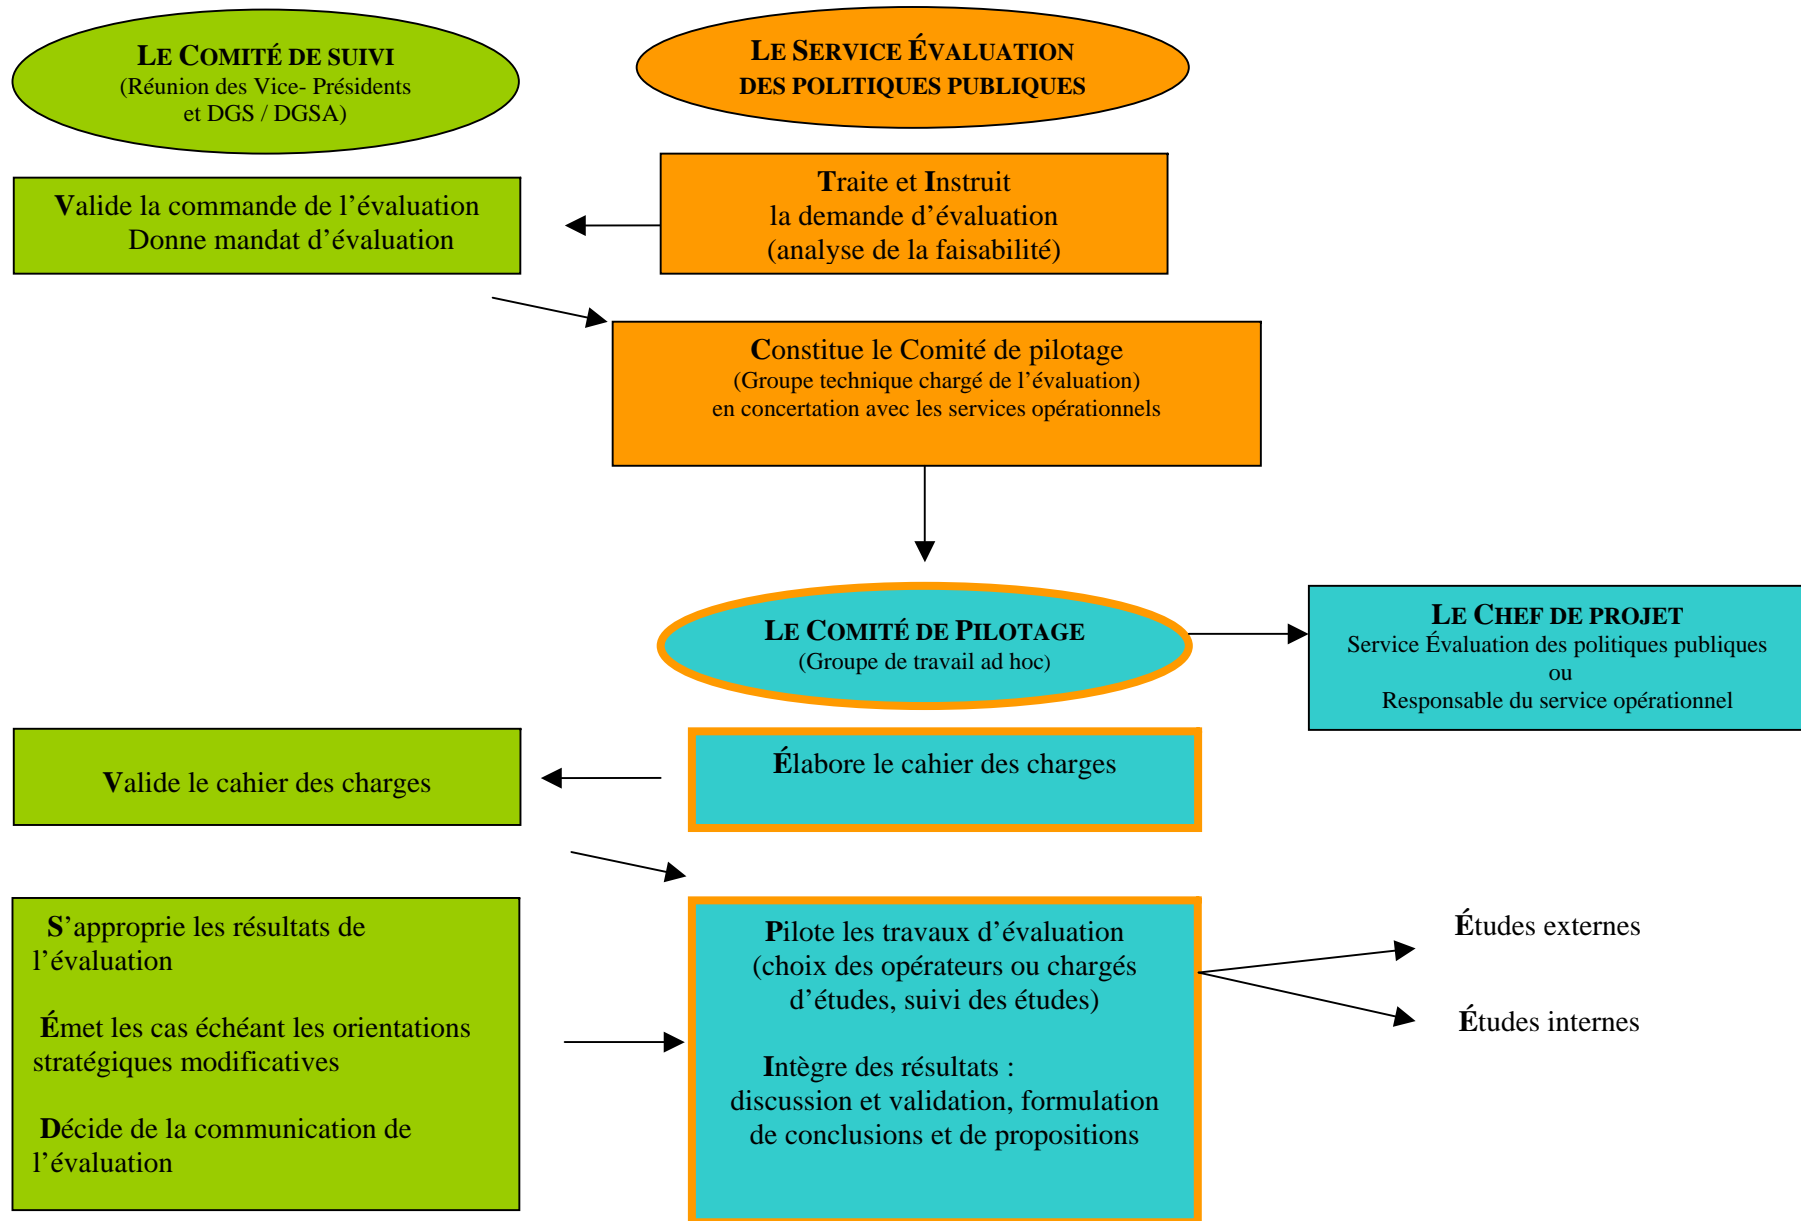 LE COMITÉ DE SUIVI
(Réunion des Vice- Présidents
et DGS / DGSA)
LE SERVICE ÉVALUATION
DES POLITIQUES PUBLIQUES
Valide la commande de l’évaluation
Donne mandat d’évaluation
Traite et Instruit
la demande d’évaluation
(analyse de la faisabilité)
Constitue le Comité de pilotage
(Groupe technique chargé de l’évaluation)
en concertation avec les services opérationnels
LE COMITÉ DE PILOTAGE
(Groupe de travail ad hoc)
LE CHEF DE PROJET
Service Évaluation des politiques publiques
ou
Responsable du service opérationnel
Valide le cahier des charges
Élabore le cahier des charges
S’approprie les résultats de
l’évaluation
Émet les cas échéant les orientations
stratégiques modificatives
Décide de la communication de
l’évaluation
Pilote les travaux d’évaluation
(choix des opérateurs ou chargés
d’études, suivi des études)
Intègre des résultats :
discussion et validation, formulation
de conclusions et de propositions
Études externes
Études internes